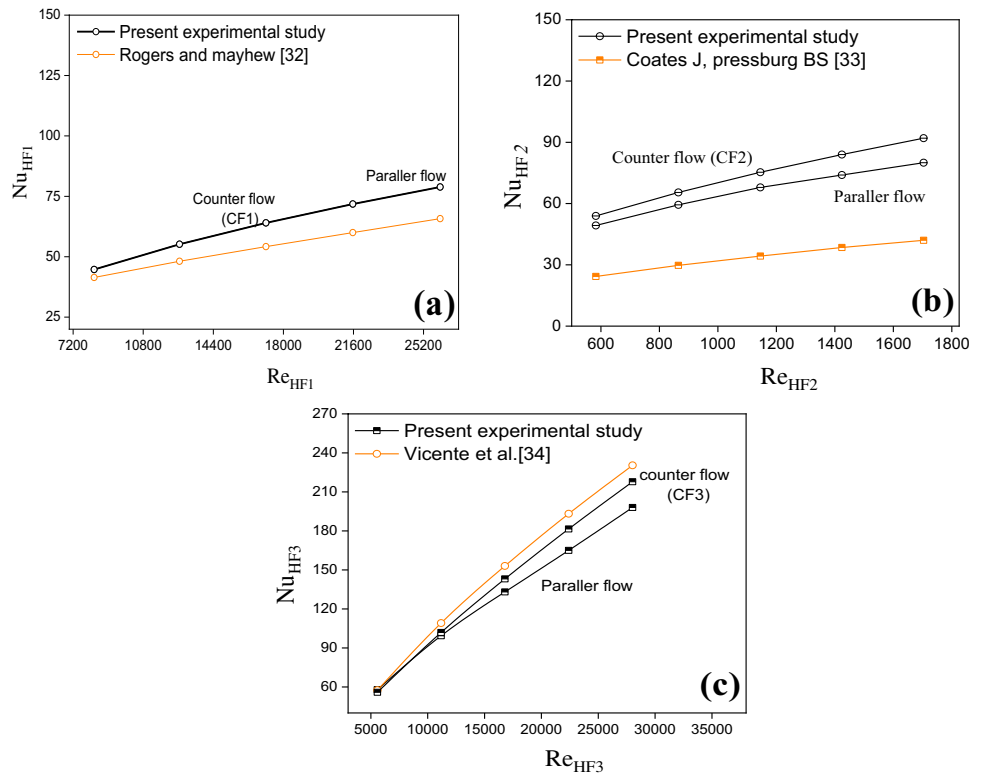 150
125
100
75
50
25
Nu_HF1
Present experimental study
Rogers and mayhew [32]
Paraller flow
Counter flow
(CF1)
(a)
7200 10800 14400 18000 21600 25200
Re_HF1
150
120
90
60
30
0
Nu_HF 2
Present experimental study
Coates J, pressburg BS [33]
Counter flow (CF2)
Paraller flow
(b)
600 800 1000 1200 1400 1600 1800
Re_HF2
270
240
210
180
150
120
90
60
Nu_HF3
Present experimental study
Vicente et al.[34]
counter flow
(CF3)
Paraller flow
(c)
5000 10000 15000 20000 25000 30000 35000
Re_HF3